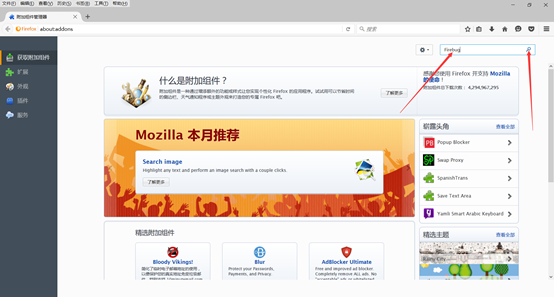 文件(F) 编辑(E) 查看(V) 历史(S) 书签(B) 工具(T) 帮助(H)
附加组件管理器
Firefox about:addons
搜索
获取附加组件
扩展
外观
插件
服务
Firebug
什么是附加组件？
附加组件是一种通过增添额外的功能和样式让您实现个性化 Firefox 的应用程序。试试用可以节省时间
的侧边栏、天气通知程序或主题外观来打造您的专属 Firefox 吧。
了解更多
感谢您使用 Firefox 并支持 Mozilla
的使命！
附加组件总下载次数： 4,294,967,295
Mozilla 本月推荐
Search image
Highlight any text and perform an image search with a couple clicks.
了解更多
崭露头角 查看全部
Popup Blocker
Swap Proxy
SpanishTrans
Save Text Area
Yamli Smart Arabic Keyboard
精选附加组件
Bloody Vikings!
Blur
Protect your Passwords,
Payments, and Privacy.
AdBlocker Ultimate
Free and improved ad blocker.
Completely remove ALL ads. No
精选主题 查看全部